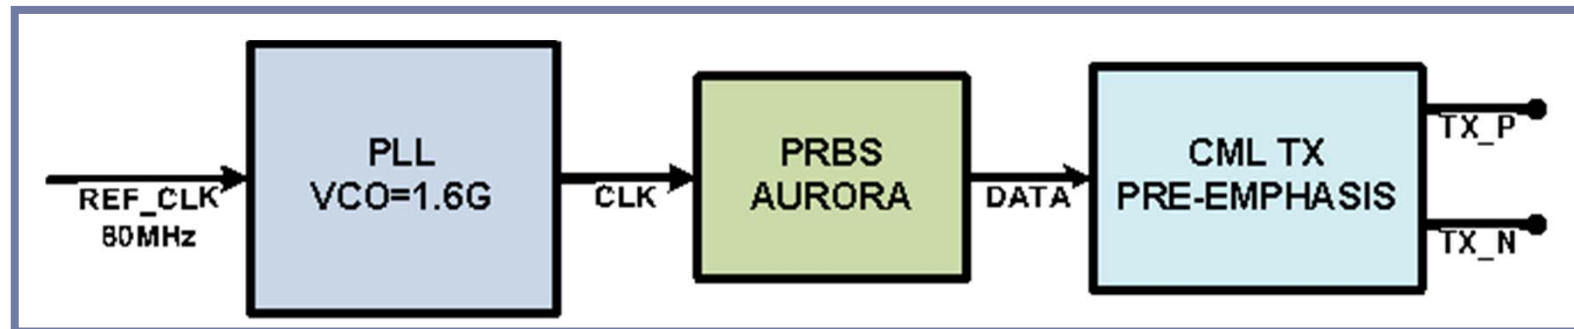 REF_CLK
80MHz
PLL
VCO=1.6G
CLK
PRBS
AURORA
DATA
CML TX
PRE-EMPHASIS
TX_P
TX_N